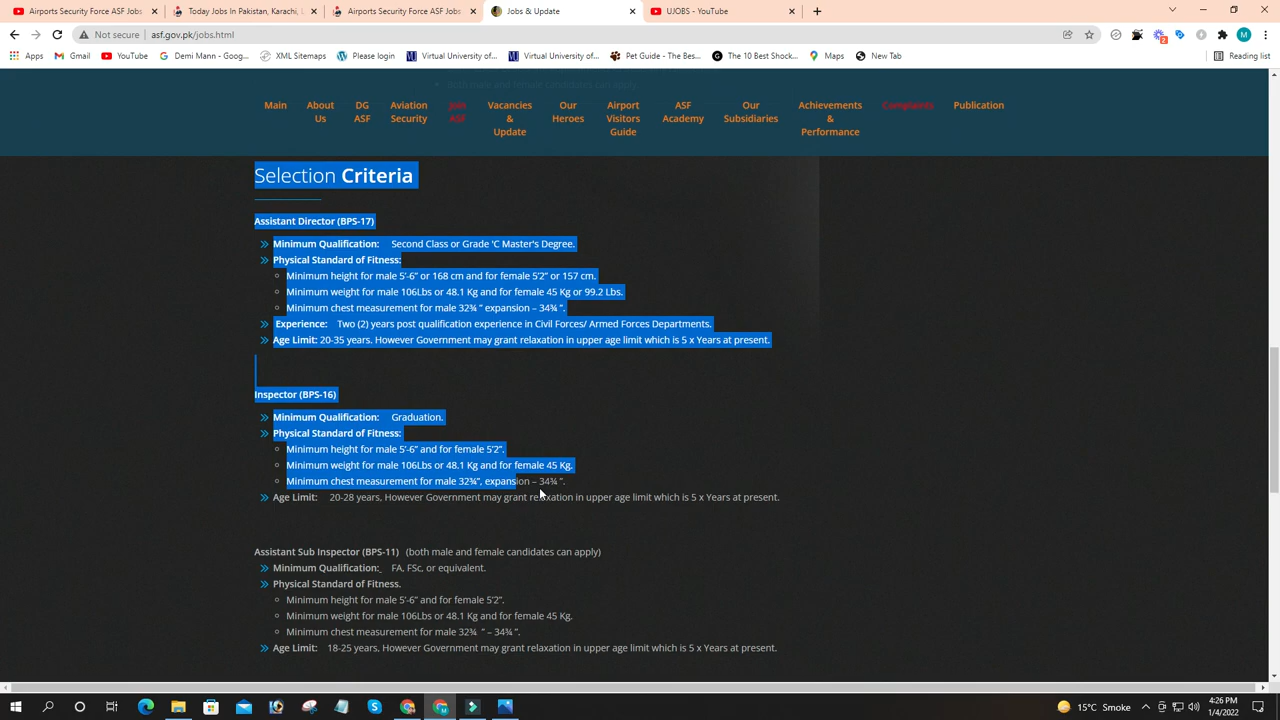 Airports Security Force ASF Jobs
Today Jobs In Pakistan, Karachi, L
Airports Security Force ASF Jobs
Jobs & Update
UJOBS - YouTube
Not secure
asf.gov.pk/jobs.html
Apps
Gmail
YouTube
Demi Mann - Goog...
XML Sitemaps
Please login
Virtual University of...
Virtual University of...
Pet Guide - The Bes...
The 10 Best Shock...
Maps
New Tab
Reading list
Both male and female candidates can apply.
Main
About Us
DG ASF
Aviation Security
Jobs ASF
Vacancies & Update
Our Heroes
Airport Visitors Guide
ASF Academy
Our Subsidiaries
Achievements & Performance
Complaints
Publication
Selection Criteria
Assistant Director (BPS-17)
Minimum Qualification: Second Class or Grade 'C Master's Degree.
Physical Standard of Fitness:
Minimum height for male 5'-6" or 168 cm and for female 5'2" or 157 cm.
Minimum weight for male 106Lbs or 48.1 Kg and for female 45 Kg or 99.2 Lbs.
Minimum chest measurement for male 32¾ " expansion – 34¾ ".
Experience: Two (2) years post qualification experience in Civil Forces/ Armed Forces Departments.
Age Limit: 20-35 years. However Government may grant relaxation in upper age limit which is 5 x Years at present.
Inspector (BPS-16)
Minimum Qualification: Graduation.
Physical Standard of Fitness:
Minimum height for male 5'-6" and for female 5'2".
Minimum weight for male 106Lbs or 48.1 Kg and for female 45 Kg.
Minimum chest measurement for male 32¾", expansion – 34¾ ".
Age Limit: 20-28 years, However Government may grant relaxation in upper age limit which is 5 x Years at present.
Assistant Sub Inspector (BPS-11) (both male and female candidates can apply)
Minimum Qualification: FA, FSc, or equivalent.
Physical Standard of Fitness.
Minimum height for male 5'-6" and for female 5'2".
Minimum weight for male 106Lbs or 48.1 Kg and for female 45 Kg.
Minimum chest measurement for male 32¾ " – 34¾ ".
Age Limit: 18-25 years, However Government may grant relaxation in upper age limit which is 5 x Years at present.
15°C Smoke
4:26 PM
1/4/2022